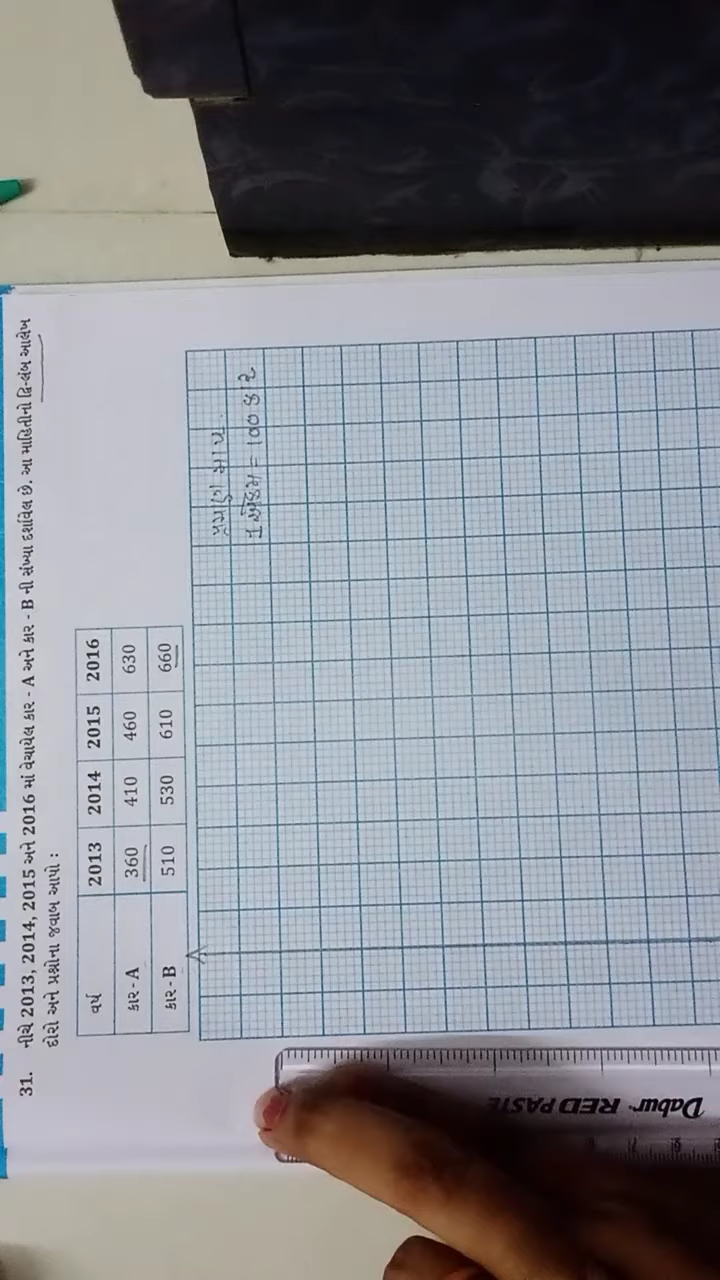 31. નીચે 2013, 2014, 2015 અને 2016 માં વેચાયેલ કાર - A અને કાર - B ની સંખ્યા દર્શાવેલ છે. આ માહિતીનો દ્વિ-લંબ આલેખ
દોરો અને પ્રશ્નોના જવાબ આપો :
વર્ષ 2013 2014 2015 2016
કાર - A 360 410 460 630
કાર - B 510 530 610 660
પ્રમાણ માપ.
1 એકમ = 100 કાર
Dabur RED PASTE